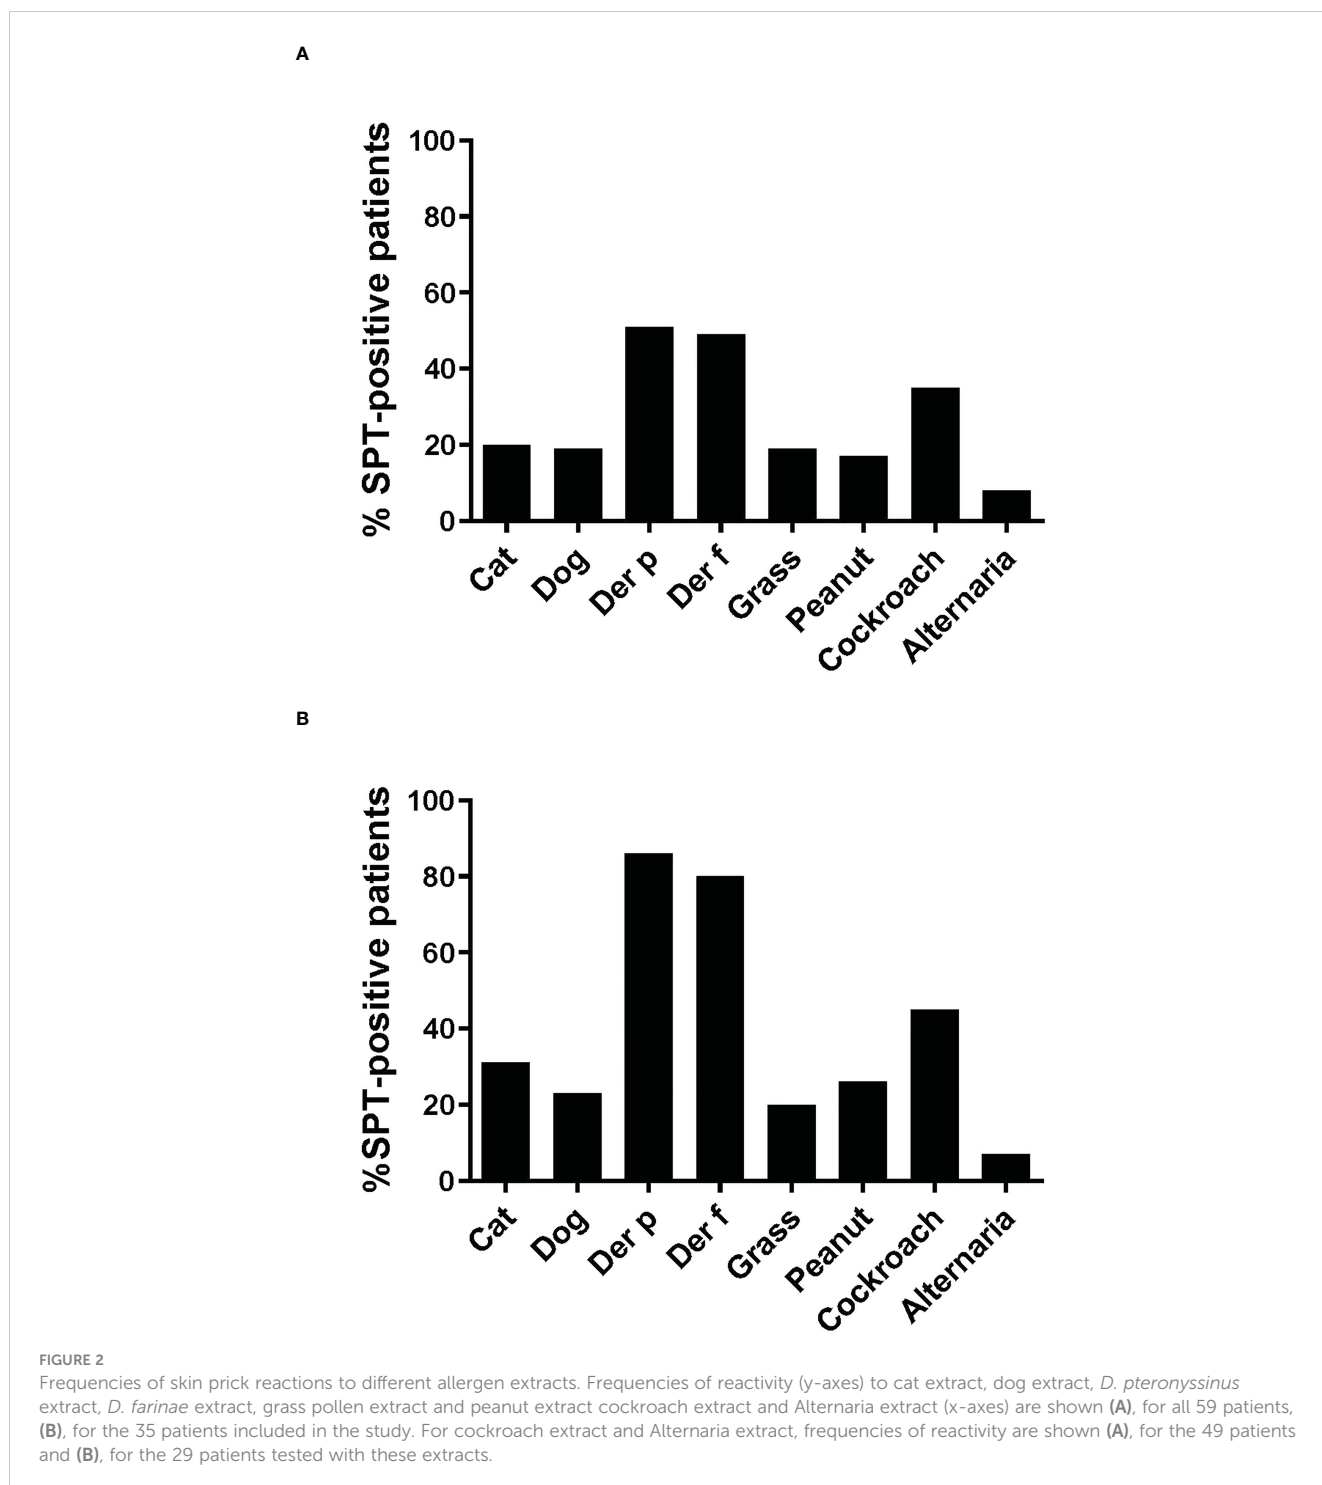 A
% SPT-positive patients
100
80
60
40
20
0
Cat
Dog
Der p
Der f
Grass
Peanut
Cockroach
Alternaria
B
%SPT-positive patients
100
80
60
40
20
0
Cat
Dog
Der p
Der f
Grass
Peanut
Cockroach
Alternaria
FIGURE 2
Frequencies of skin prick reactions to different allergen extracts. Frequencies of reactivity (y-axes) to cat extract, dog extract, D. pteronyssinus
extract, D. farinae extract, grass pollen extract and peanut extract cockroach extract and Alternaria extract (x-axes) are shown (A), for all 59 patients,
(B), for the 35 patients included in the study. For cockroach extract and Alternaria extract, frequencies of reactivity are shown (A), for the 49 patients
and (B), for the 29 patients tested with these extracts.